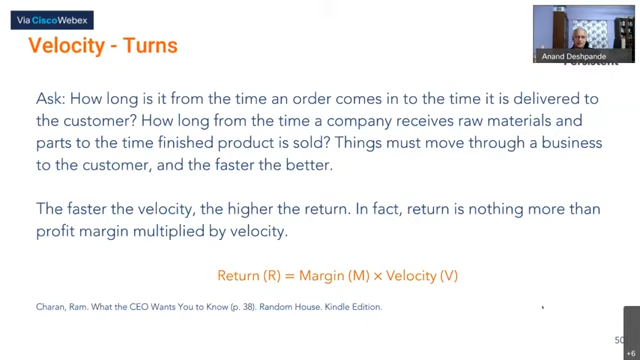 Via CiscoWebex
Velocity - Turns
Anand Deshpande
Persistent
Ask: How long is it from the time an order comes in to the time it is delivered to
the customer? How long from the time a company receives raw materials and
parts to the time finished product is sold? Things must move through a business
to the customer, and the faster the better.
The faster the velocity, the higher the return. In fact, return is nothing more than
profit margin multiplied by velocity.
Return (R) = Margin (M) × Velocity (V)
Charan, Ram. What the CEO Wants You to Know (p. 38). Random House. Kindle Edition.
50
+6